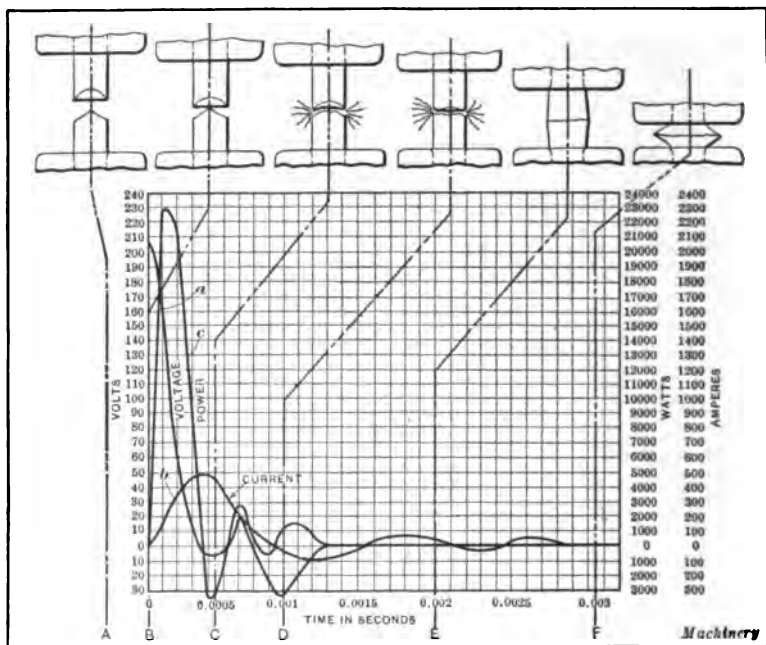 240 24000 2400
230 23000 2300
220 22000 2200
210 21000 2100
200 20000 2000
190 19000 1900
180 18000 1800
170 17000 1700
160 16000 1600
150 15000 1500
140 14000 1400
130 13000 1300
120 12000 1200
110 11000 1100
100 10000 1000
90 9000 900
80 8000 800
70 7000 700
60 6000 600
50 5000 500
40 4000 400
30 3000 300
20 2000 200
10 1000 100
0 0 0
10 1000 100
20 2000 200
30 3000 300
VOLTS
WATTS
AMPERES
a
c
VOLTAGE
POWER
b
CURRENT
0 0.0005 0.001 0.0015 0.002 0.0025 0.003
TIME IN SECONDS
A B C D E F
Machinery